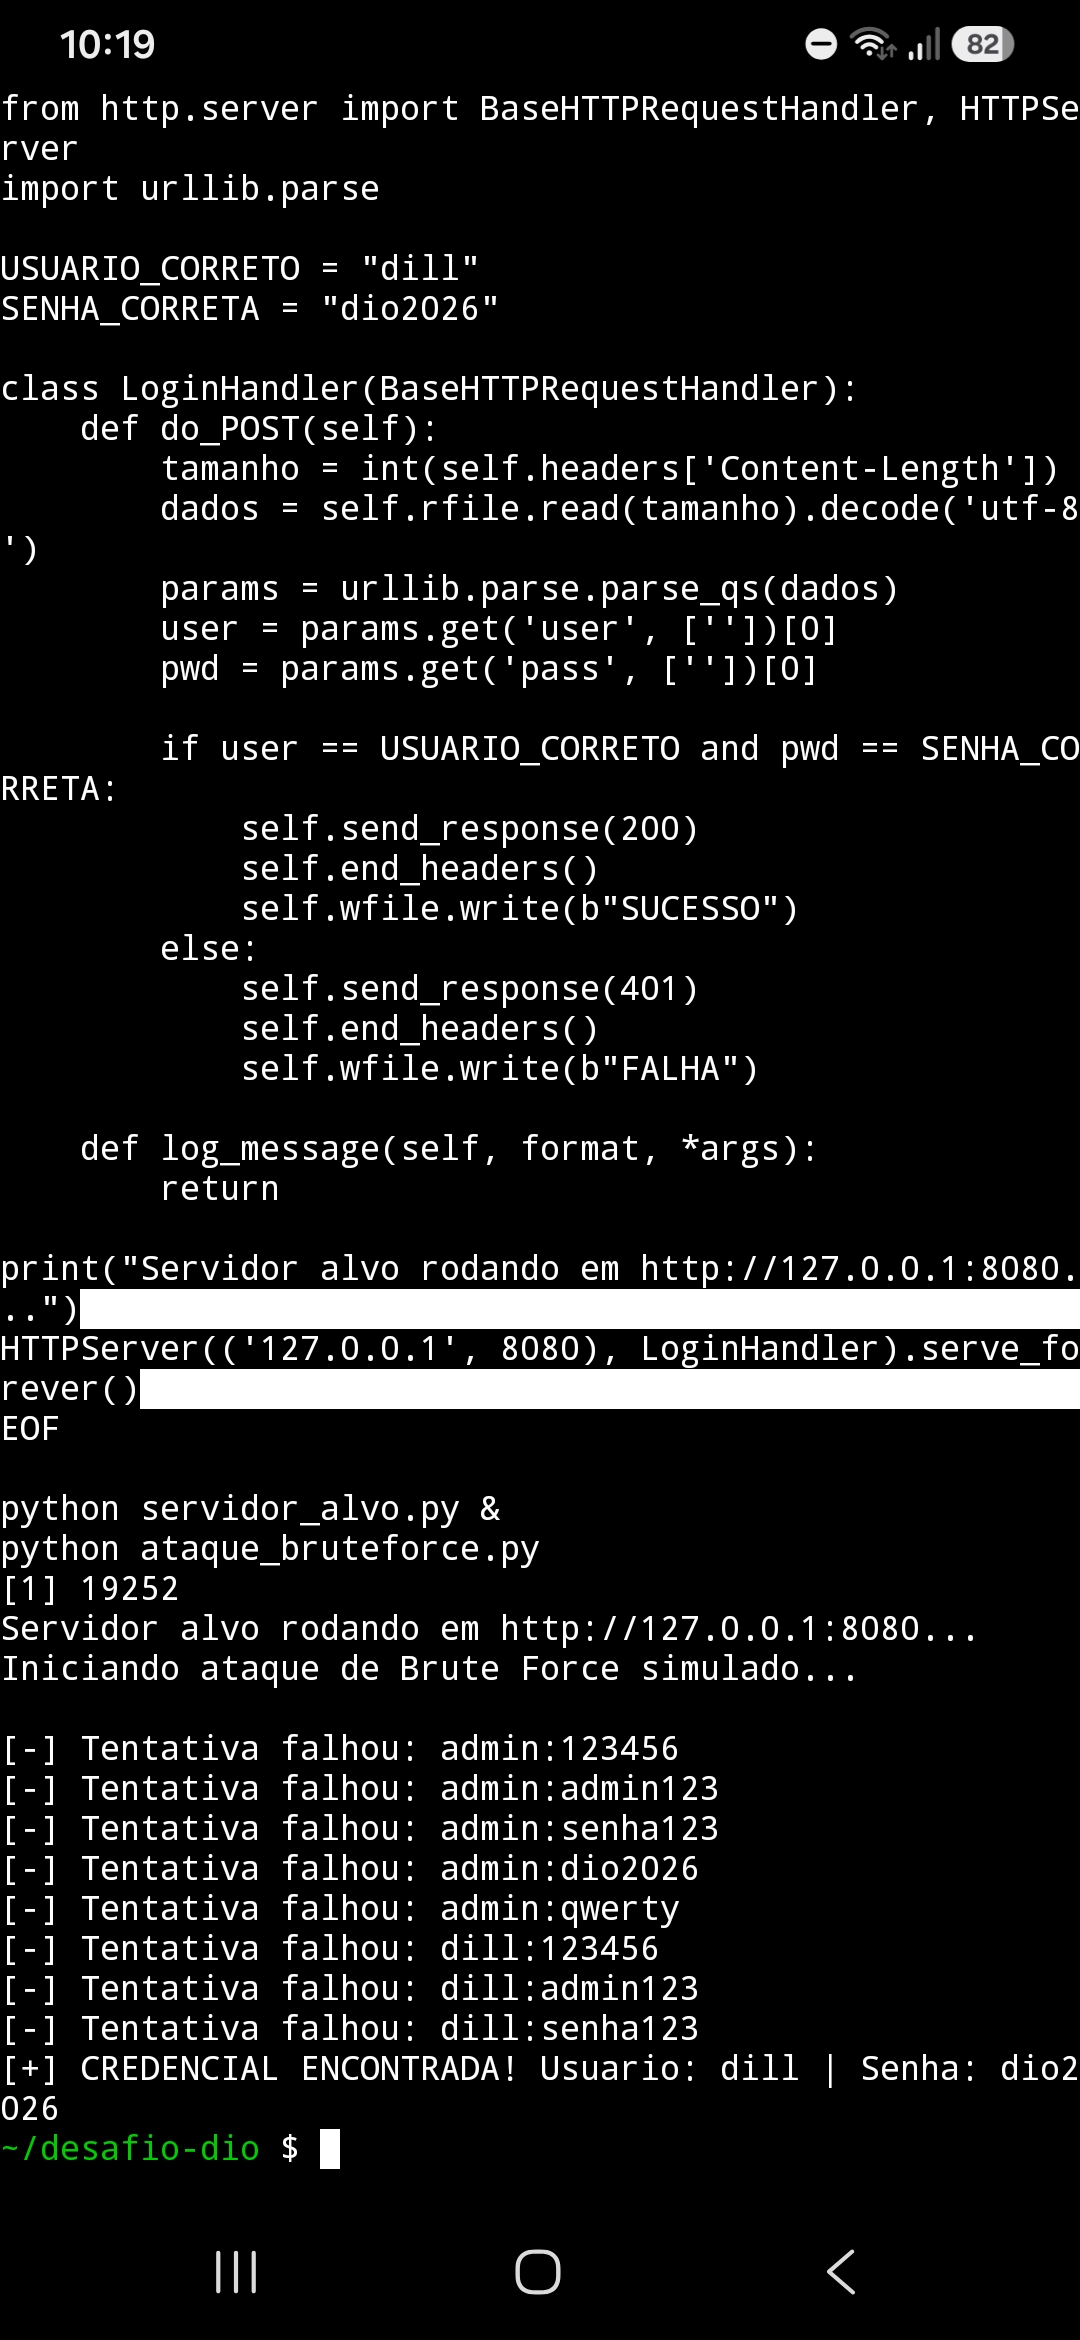 10:19
82
from http.server import BaseHTTPRequestHandler, HTTPSe
rver
import urllib.parse
USUARIO_CORRETO = "dill"
SENHA_CORRETA = "dio2026"
class LoginHandler(BaseHTTPRequestHandler):
    def do_POST(self):
        tamanho = int(self.headers['Content-Length'])
        dados = self.rfile.read(tamanho).decode('utf-8
')
        params = urllib.parse.parse_qs(dados)
        user = params.get('user', [''])[0]
        pwd = params.get('pass', [''])[0]
        if user == USUARIO_CORRETO and pwd == SENHA_CO
RRETA:
            self.send_response(200)
            self.end_headers()
            self.wfile.write(b"SUCESSO")
        else:
            self.send_response(401)
            self.end_headers()
            self.wfile.write(b"FALHA")
    def log_message(self, format, *args):
        return
print("Servidor alvo rodando em http://127.0.0.1:8080.
..")
HTTPServer(('127.0.0.1', 8080), LoginHandler).serve_fo
rever()
EOF
python servidor_alvo.py &
python ataque_bruteforce.py
[1] 19252
Servidor alvo rodando em http://127.0.0.1:8080...
Iniciando ataque de Brute Force simulado...
[-] Tentativa falhou: admin:123456
[-] Tentativa falhou: admin:admin123
[-] Tentativa falhou: admin:senha123
[-] Tentativa falhou: admin:dio2026
[-] Tentativa falhou: admin:qwerty
[-] Tentativa falhou: dill:123456
[-] Tentativa falhou: dill:admin123
[-] Tentativa falhou: dill:senha123
[+] CREDENCIAL ENCONTRADA! Usuario: dill | Senha: dio2
026
~/desafio-dio $